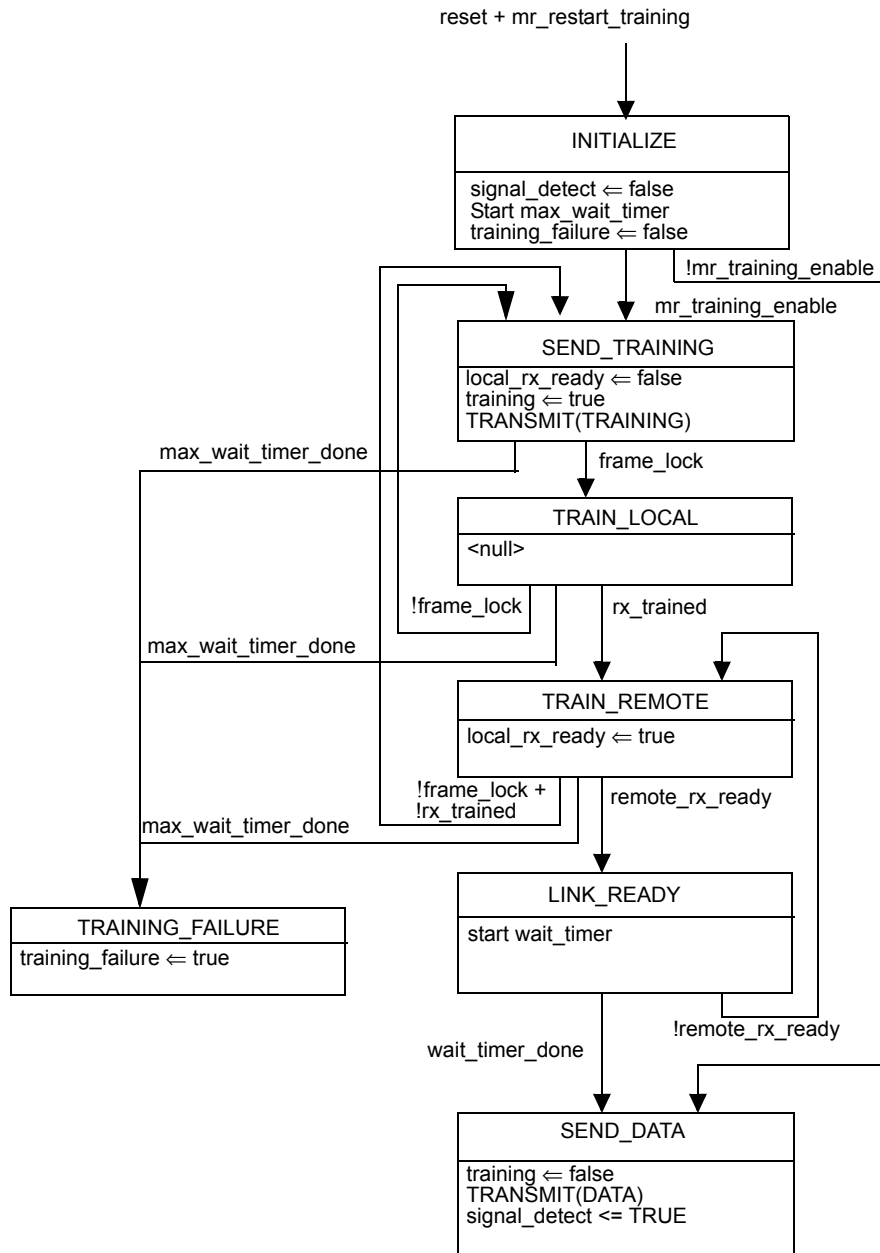 reset + mr_restart_training
INITIALIZE
signal_detect ⇐ false
Start max_wait_timer
training_failure ⇐ false
!mr_training_enable
mr_training_enable
SEND_TRAINING
local_rx_ready ⇐ false
training ⇐ true
TRANSMIT(TRAINING)
max_wait_timer_done
frame_lock
TRAIN_LOCAL
<null>
!frame_lock
rx_trained
max_wait_timer_done
TRAIN_REMOTE
local_rx_ready ⇐ true
!frame_lock +
!rx_trained
remote_rx_ready
max_wait_timer_done
LINK_READY
start wait_timer
TRAINING_FAILURE
training_failure ⇐ true
!remote_rx_ready
wait_timer_done
SEND_DATA
training ⇐ false
TRANSMIT(DATA)
signal_detect <= TRUE